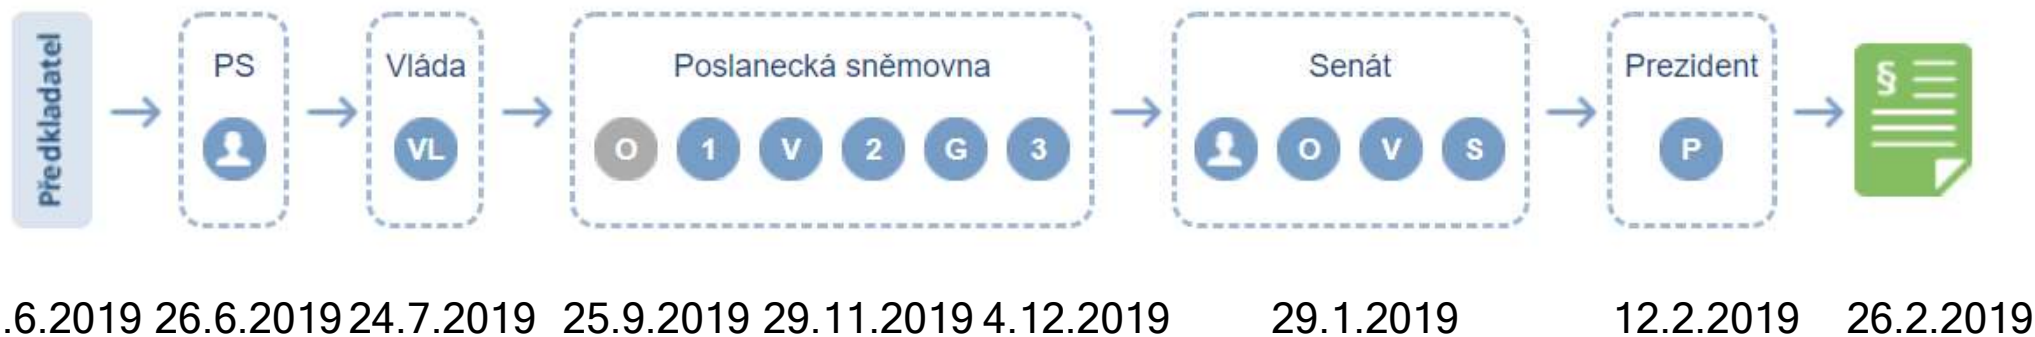 Předkladatel
PS
Vláda
VL
Poslanecká sněmovna
O 1 V 2 G 3
Senát
O V S
Prezident
P
§
.6.2019 26.6.2019 24.7.2019 25.9.2019 29.11.2019 4.12.2019 29.1.2019 12.2.2019 26.2.2019